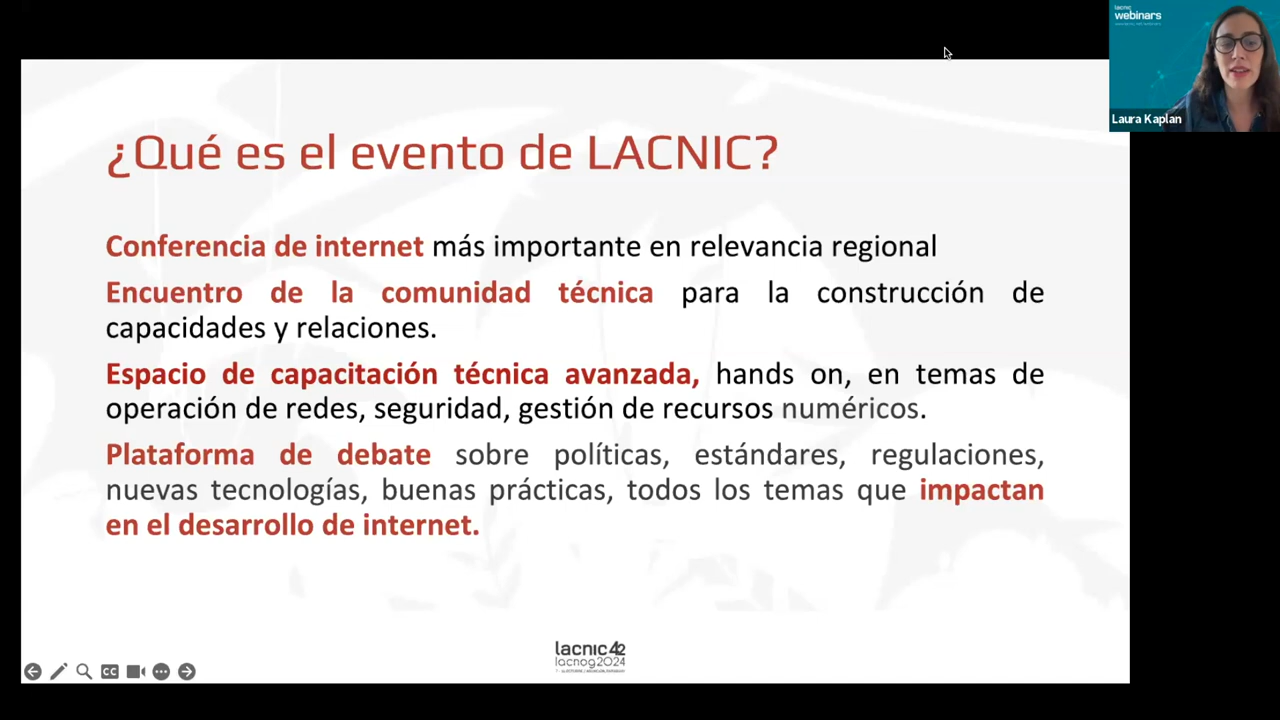 lacnic
webinars
Laura Kaplan
¿Qué es el evento de LACNIC?
Conferencia de internet más importante en relevancia regional
Encuentro de la comunidad técnica para la construcción de
capacidades y relaciones.
Espacio de capacitación técnica avanzada, hands on, en temas de
operación de redes, seguridad, gestión de recursos numéricos.
Plataforma de debate sobre políticas, estándares, regulaciones,
nuevas tecnologías, buenas prácticas, todos los temas que impactan
en el desarrollo de internet.
CC
lacnic42
lacnog2024